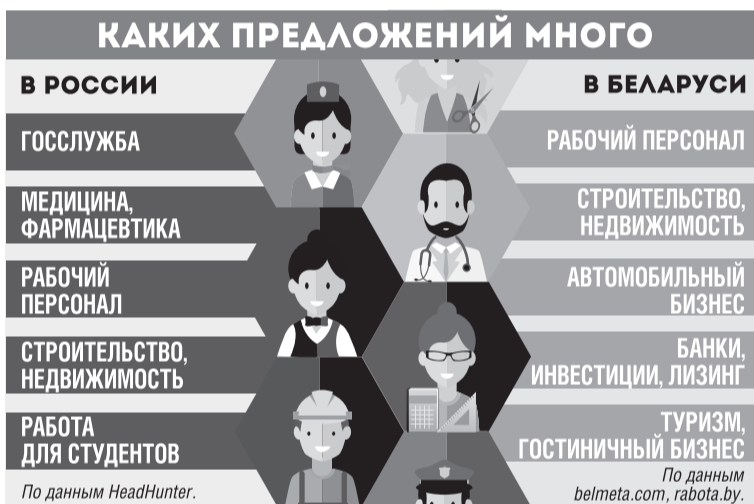 КАКИХ ПРЕДЛОЖЕНИЙ МНОГО
В РОССИИ
ГОССЛУЖБА
МЕДИЦИНА,
ФАРМАЦЕВТИКА
РАБОЧИЙ
ПЕРСОНАЛ
СТРОИТЕЛЬСТВО,
НЕДВИЖИМОСТЬ
РАБОТА
ДЛЯ СТУДЕНТОВ
По данным HeadHunter.
В БЕЛАРУСИ
РАБОЧИЙ ПЕРСОНАЛ
СТРОИТЕЛЬСТВО,
НЕДВИЖИМОСТЬ
АВТОМОБИЛЬНЫЙ
БИЗНЕС
БАНКИ,
ИНВЕСТИЦИИ, ЛИЗИНГ
ТУРИЗМ,
ГОСТИНИЧНЫЙ БИЗНЕС
По данным
belmeta.com, rabota.by.